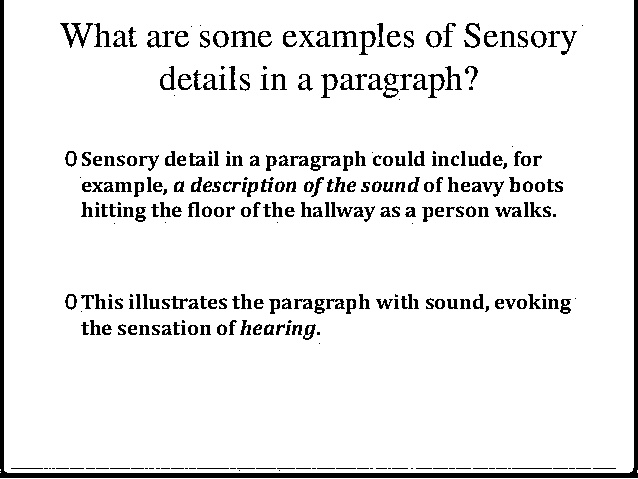 What are some examples of Sensory
details in a paragraph?
0 Sensory detail in a paragraph could include, for
example, a description of the sound of heavy boots
hitting the floor of the hallway as a person walks.
0 This illustrates the paragraph with sound, evoking
the sensation of hearing.